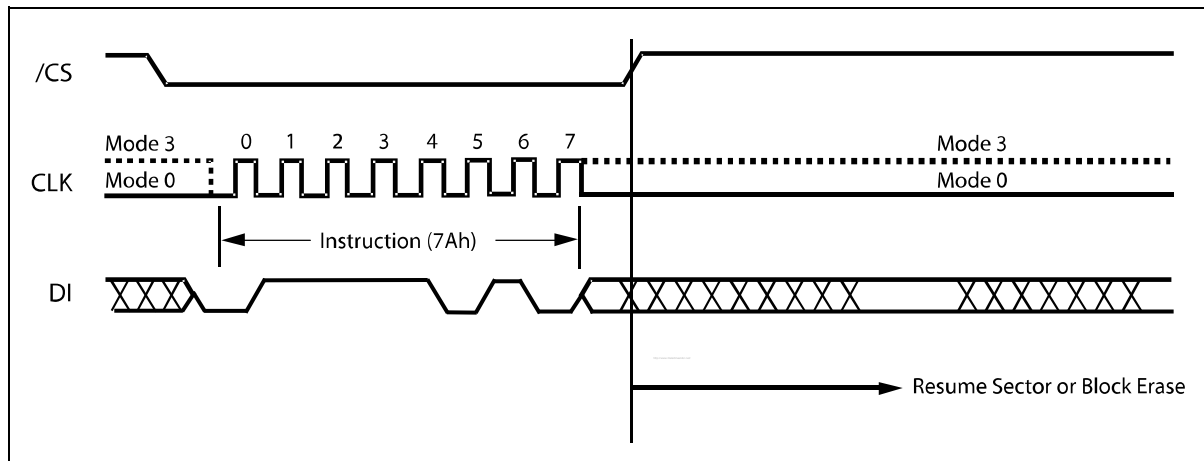 /CS
Mode 3 0 1 2 3 4 5 6 7 Mode 3
CLK Mode 0 Mode 0
Instruction (7Ah)
DI
Resume Sector or Block Erase